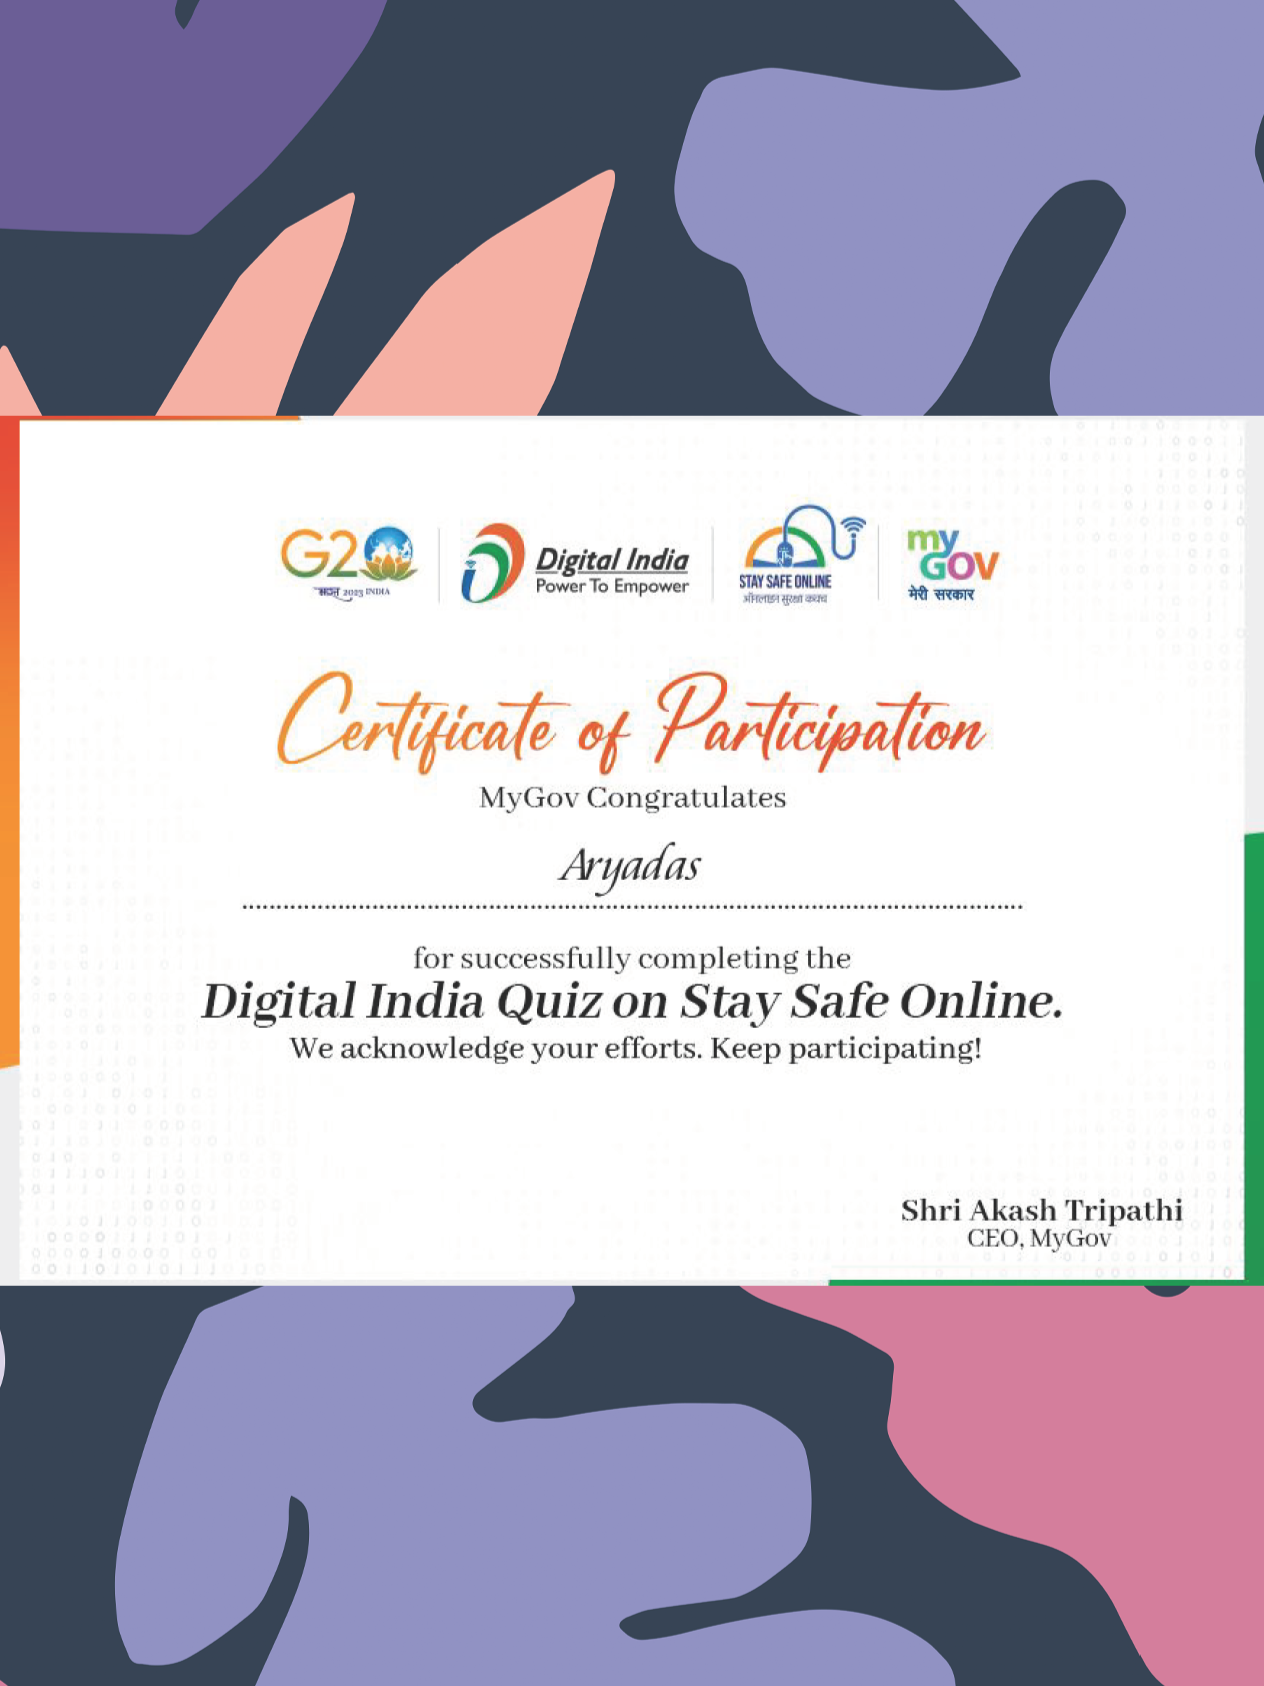 G20
2023 INDIA
Digital India
Power To Empower
STAY SAFE ONLINE
ऑनलाइन सुरक्षा कवच
my
GOV
मेरी सरकार
Certificate of Participation
MyGov Congratulates
Aryadas
for successfully completing the
Digital India Quiz on Stay Safe Online.
We acknowledge your efforts. Keep participating!
Shri Akash Tripathi
CEO, MyGov